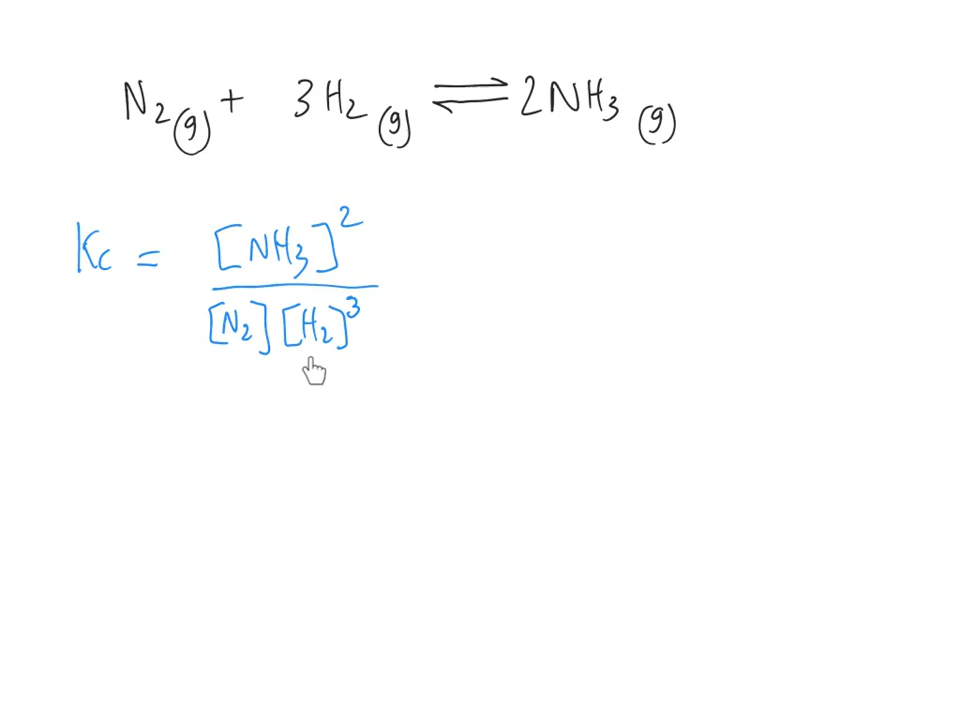 N₂(g) + 3H₂(g) ⇌ 2NH₃(g)
Kc = [NH₃]²
[N₂][H₂]³